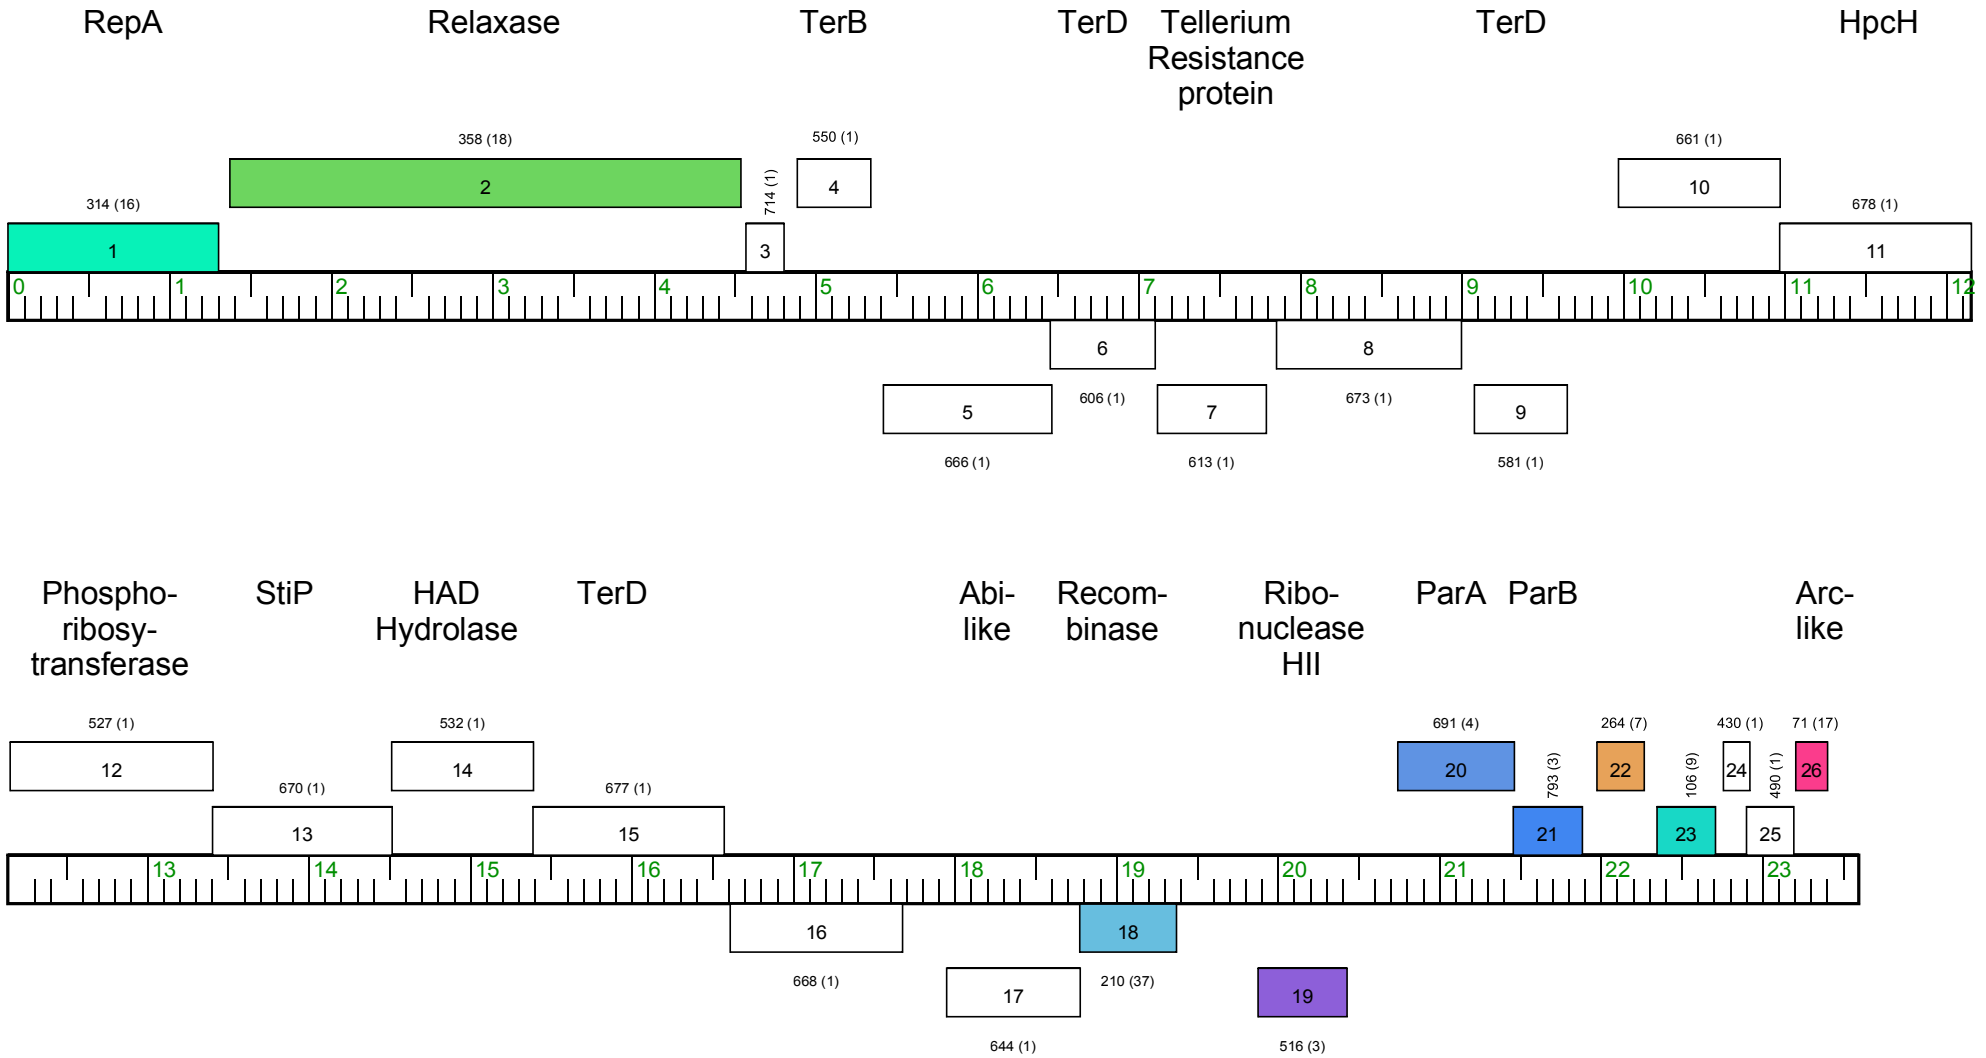 RepA Relaxase TerB TerD Tellerium TerD HpcH
Resistance
protein
358 (18) 550 (1) 661 (1)
2 714 (1) 4 10
314 (16) 678 (1)
1 3 11
0 1 2 3 4 5 6 7 8 9 10 11 12
6 8
606 (1) 673 (1)
5 7 9
666 (1) 613 (1) 581 (1)
Phospho- StiP HAD TerD Abi- Recom- Ribo- ParA ParB Arc-
ribosy- Hydrolase like binase nuclease like
transferase HII
527 (1) 532 (1) 691 (4) 264 (7) 430 (1) 71 (17)
12 14 20 793 (3) 22 106 (9) 24 490 (1) 26
670 (1) 677 (1)
13 15 21 23 25
13 14 15 16 17 18 19 20 21 22 23
16 18
668 (1) 210 (37)
17 19
644 (1) 516 (3)